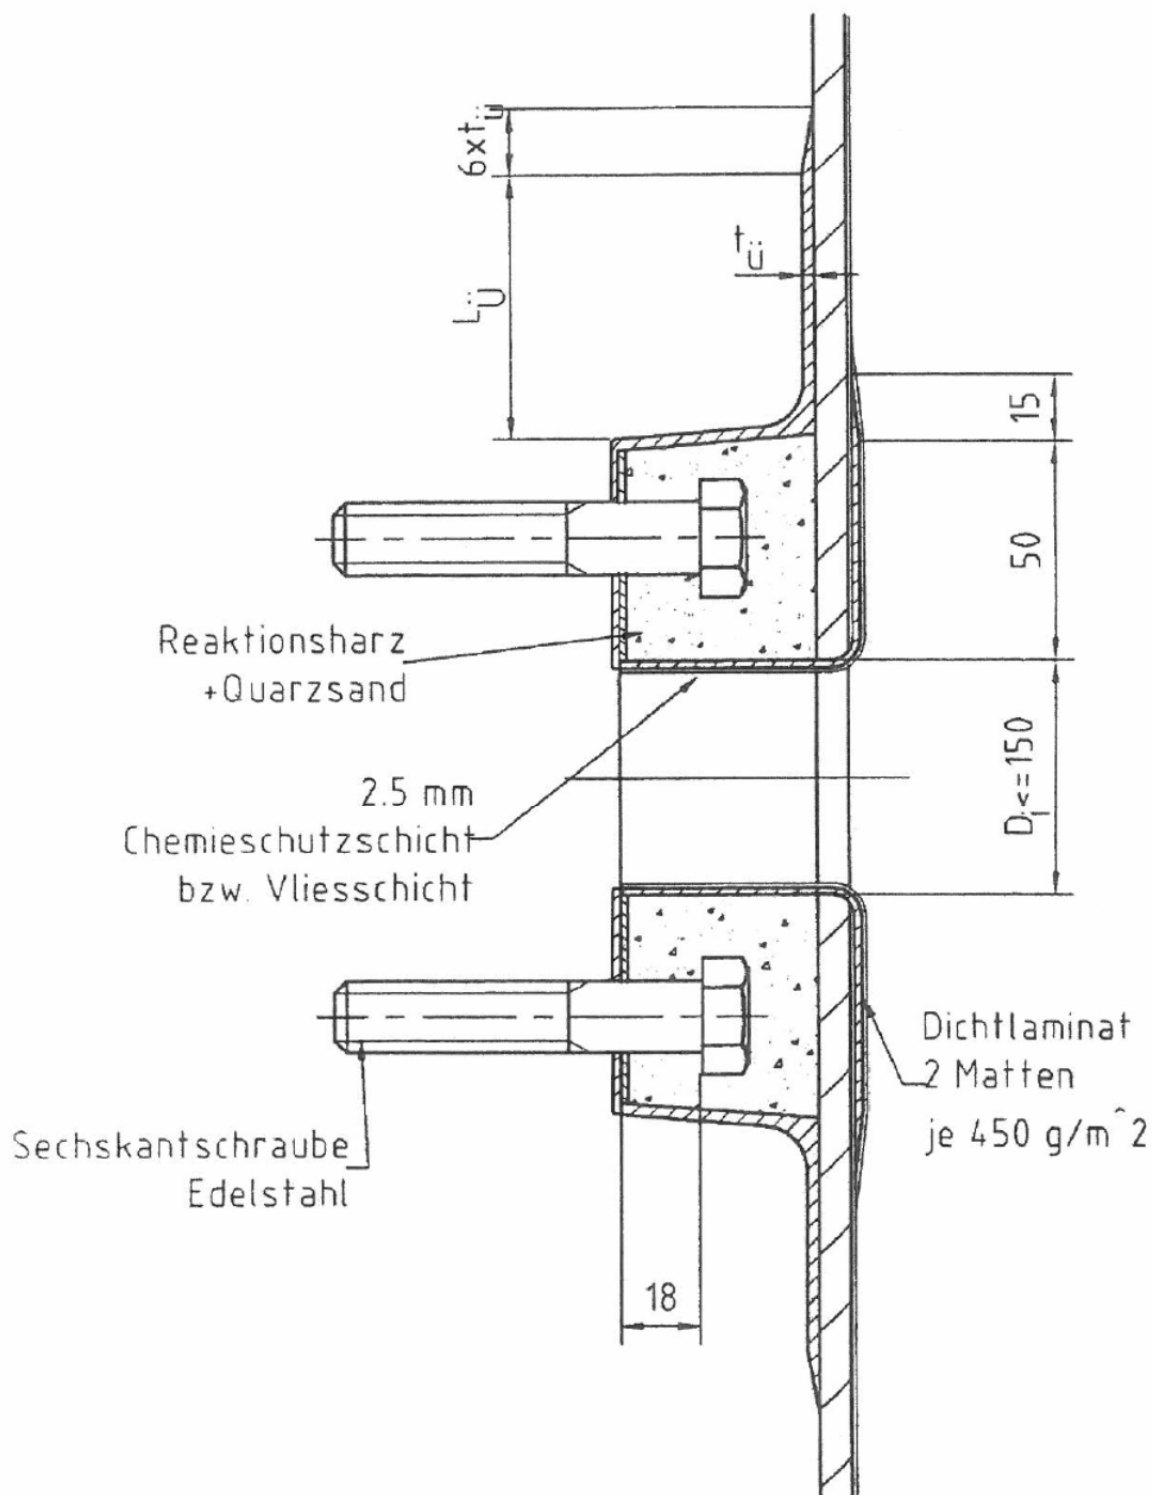 6xtü
tü
LÜ
15
50
Reaktionsharz
+Quarzsand
Di<=150
2.5 mm
Chemieschutzschicht
bzw. Vliesschicht
Dichtlaminat
2 Matten
je 450 g/m^2
Sechskantschraube
Edelstahl
18